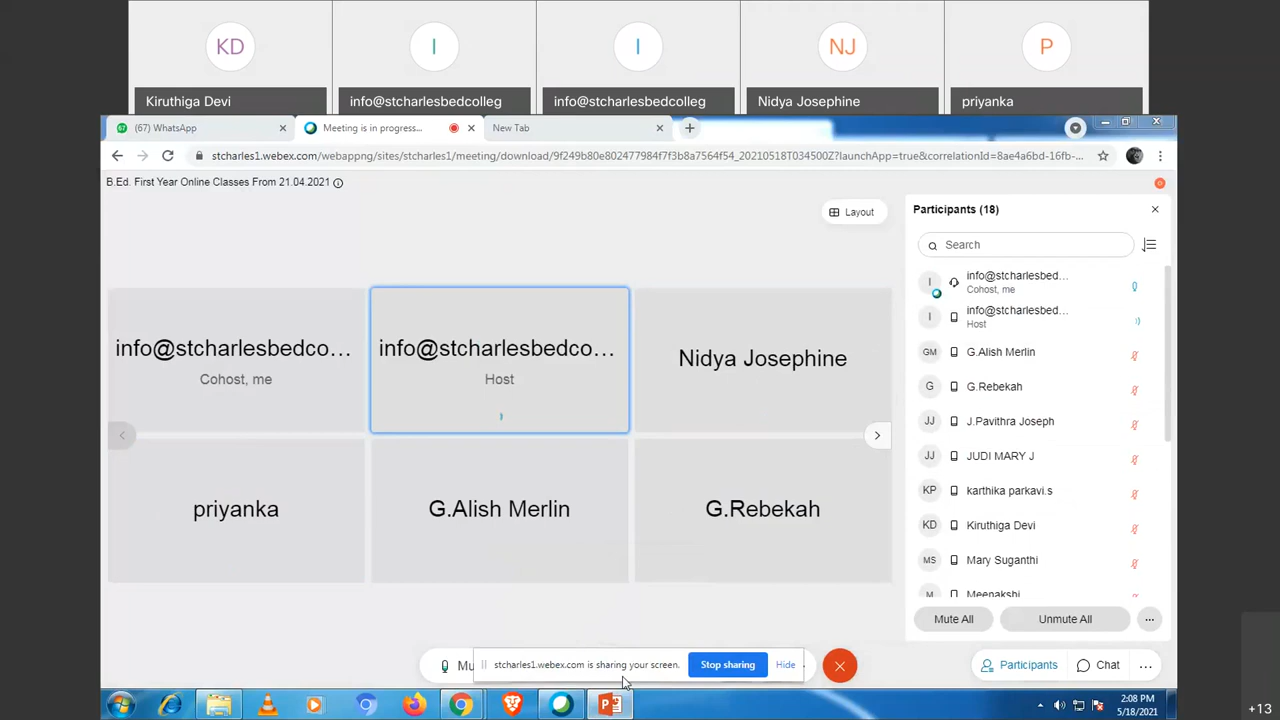 KD
I
I
NJ
P
Kiruthiga Devi
info@stcharlesbedcolleg
info@stcharlesbedcolleg
Nidya Josephine
priyanka
(67) WhatsApp
Meeting is in progress...
New Tab
stcharles1.webex.com/webappng/sites/stcharles1/meeting/download/9f249b80e802477984f7f3b8a7564f54_20210518T034500Z?launchApp=true&correlationId=8ae4a6bd-16fb-...
B.Ed. First Year Online Classes From 21.04.2021
Layout
info@stcharlesbedco...
Cohost, me
info@stcharlesbedco...
Host
Nidya Josephine
priyanka
G.Alish Merlin
G.Rebekah
Participants (18)
Search
I
info@stcharlesbed...
Cohost, me
I
info@stcharlesbed...
Host
GM
G.Alish Merlin
G
G.Rebekah
JJ
J.Pavithra Joseph
JJ
JUDI MARY J
KP
karthika parkavi.s
KD
Kiruthiga Devi
MS
Mary Suganthi
M
Meenakshi
Mute All
Unmute All
Mu
stcharles1.webex.com is sharing your screen.
Stop sharing
Hide
Participants
Chat
2:08 PM
5/18/2021
+13